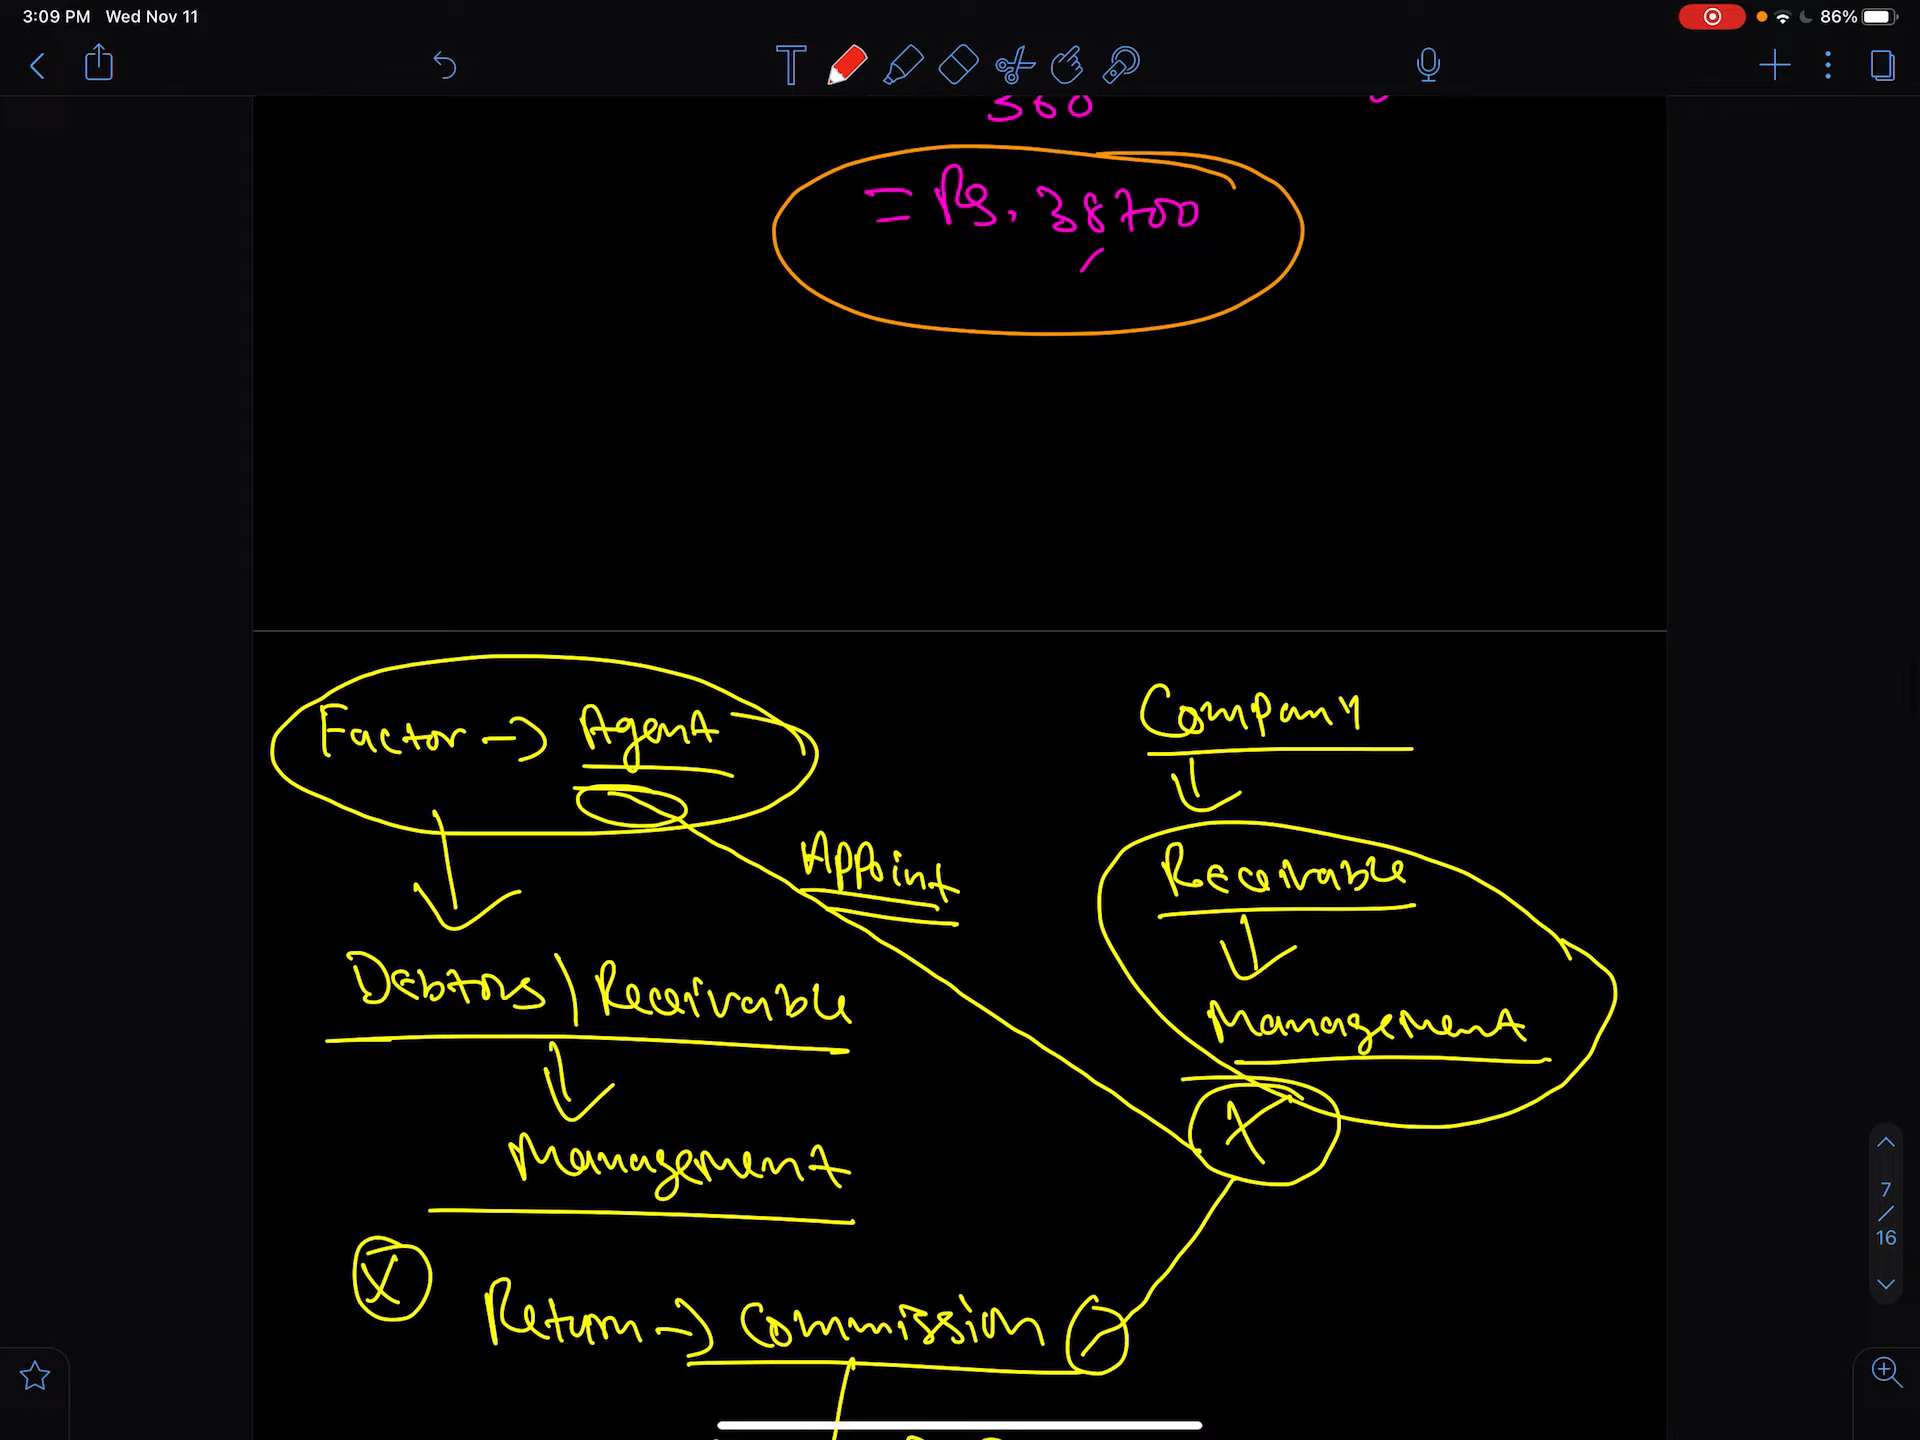 3:09 PM Wed Nov 11
86%
T
360
= Rs. 38700
Factor → Agent
Company
Appoint
Receivable
Debtors | Receivable
Management
Management
X
X
Return → Commission
7
/
16